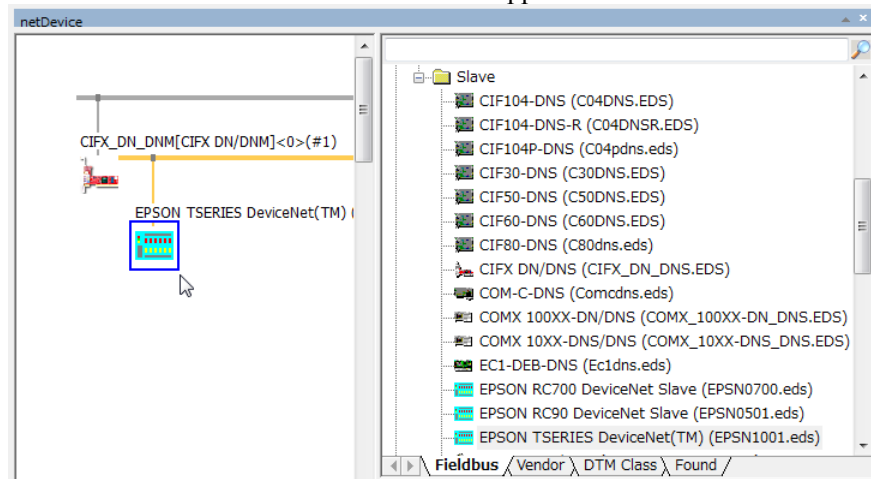 netDevice
CIFX_DN_DNM[CIFX DN/DNM]<0>(#1)
EPSON TSERIES DeviceNet(TM) (
Slave
CIF104-DNS (C04DNS.EDS)
CIF104-DNS-R (C04DNSR.EDS)
CIF104P-DNS (C04pdns.eds)
CIF30-DNS (C30DNS.EDS)
CIF50-DNS (C50DNS.EDS)
CIF60-DNS (C60DNS.EDS)
CIF80-DNS (C80dns.eds)
CIFX DN/DNS (CIFX_DN_DNS.EDS)
COM-C-DNS (Comcdns.eds)
COMX 100XX-DN/DNS (COMX_100XX-DN_DNS.EDS)
COMX 10XX-DNS/DNS (COMX_10XX-DNS_DNS.EDS)
EC1-DEB-DNS (Ec1dns.eds)
EPSON RC700 DeviceNet Slave (EPSN0700.eds)
EPSON RC90 DeviceNet Slave (EPSN0501.eds)
EPSON TSERIES DeviceNet(TM) (EPSN1001.eds)
Fieldbus Vendor DTM Class Found